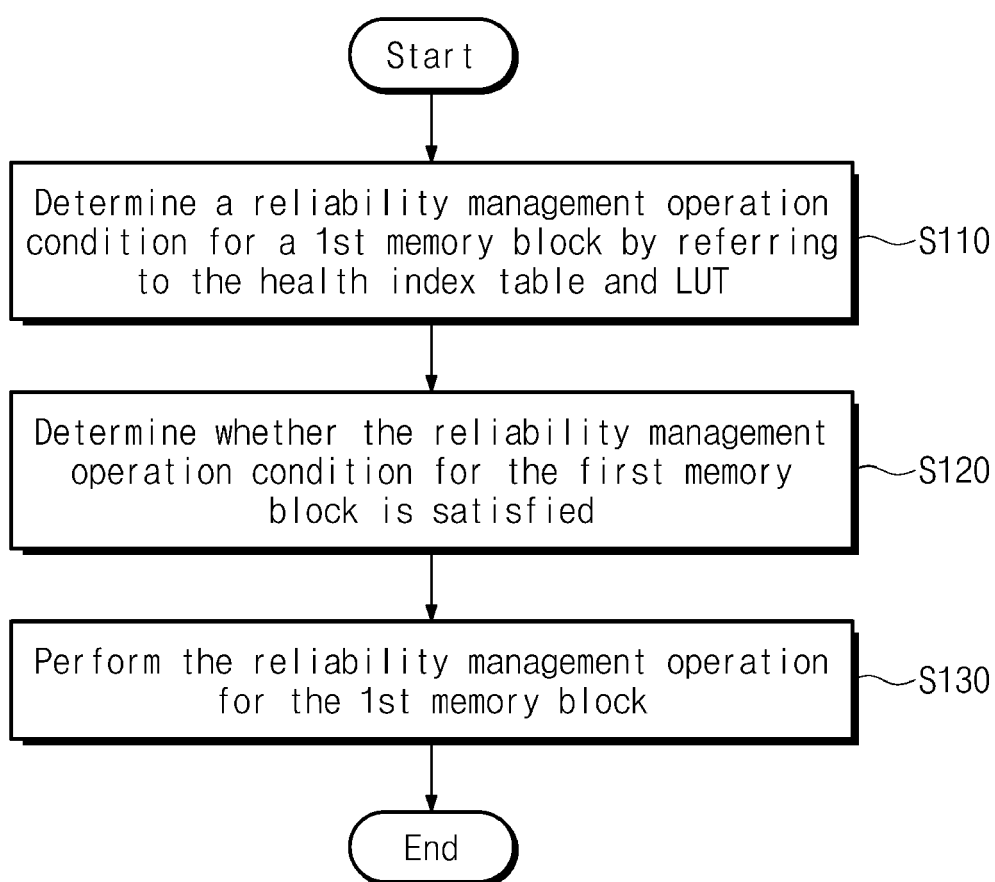 Start
Determine a reliability management operation
condition for a 1st memory block by referring
to the health index table and LUT
S110
Determine whether the reliability management
operation condition for the first memory
block is satisfied
S120
Perform the reliability management operation
for the 1st memory block
S130
End